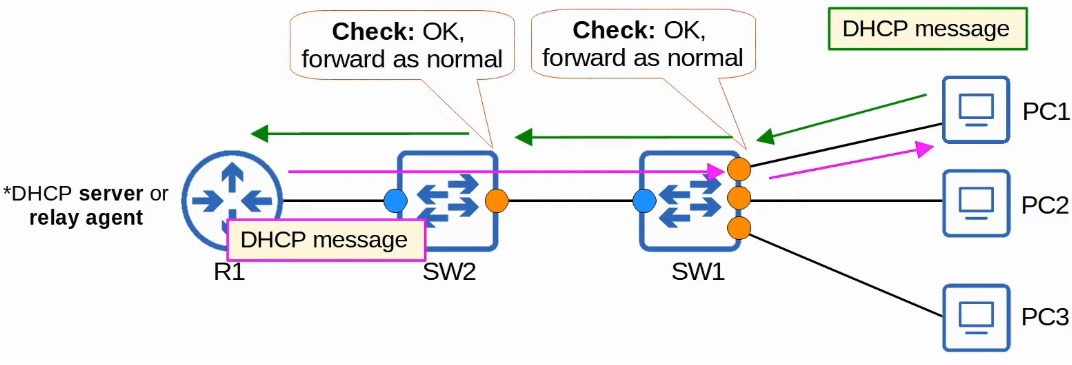 Check: OK,
forward as normal
Check: OK,
forward as normal
DHCP message
PC1
*DHCP server or
relay agent
PC2
DHCP message
R1
SW2
SW1
PC3